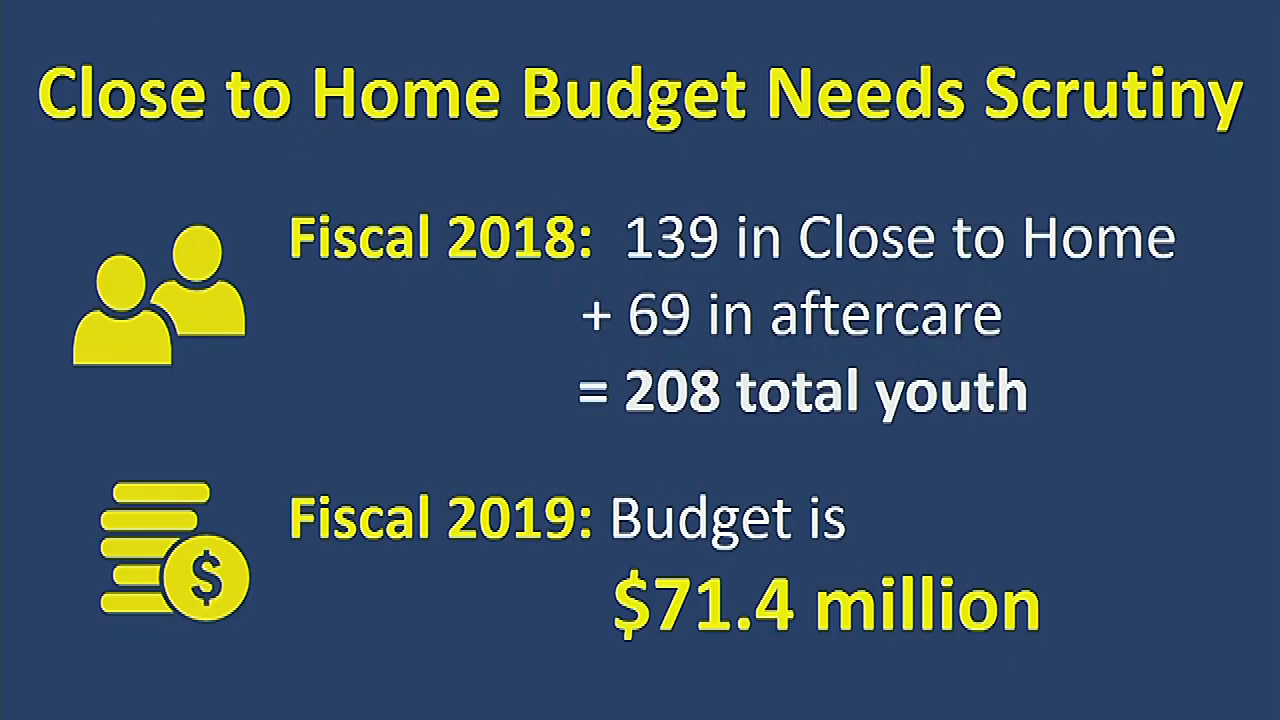 Close to Home Budget Needs Scrutiny
Fiscal 2018: 139 in Close to Home
+ 69 in aftercare
= 208 total youth
Fiscal 2019: Budget is
$71.4 million
$